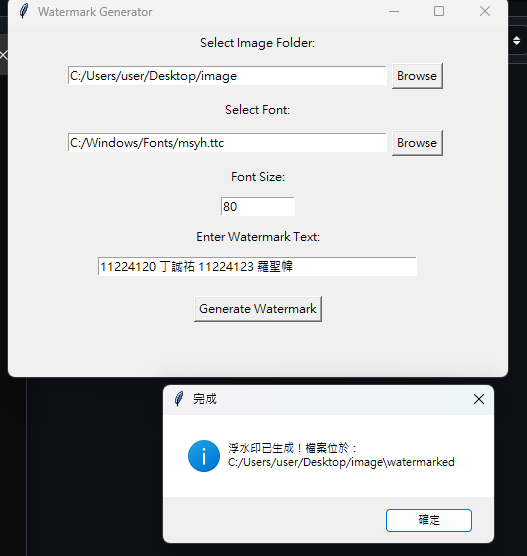 Watermark Generator
Select Image Folder:
C:/Users/user/Desktop/image
Browse
Select Font:
C:/Windows/Fonts/msyh.ttc
Browse
Font Size:
80
Enter Watermark Text:
11224120 丁誠祐 11224123 羅聖幃
Generate Watermark
完成
浮水印已生成！檔案位於：
C:/Users/user/Desktop/image\watermarked
確定